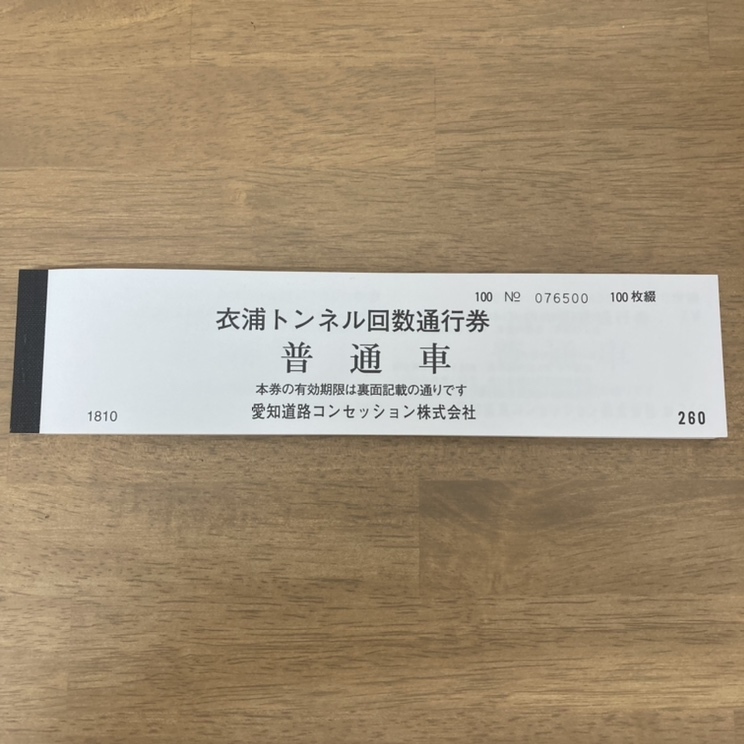 100 № 076500 100枚綴
衣浦トンネル回数通行券
普通車
本券の有効期限は裏面記載の通りです
1810 愛知道路コンセッション株式会社 260